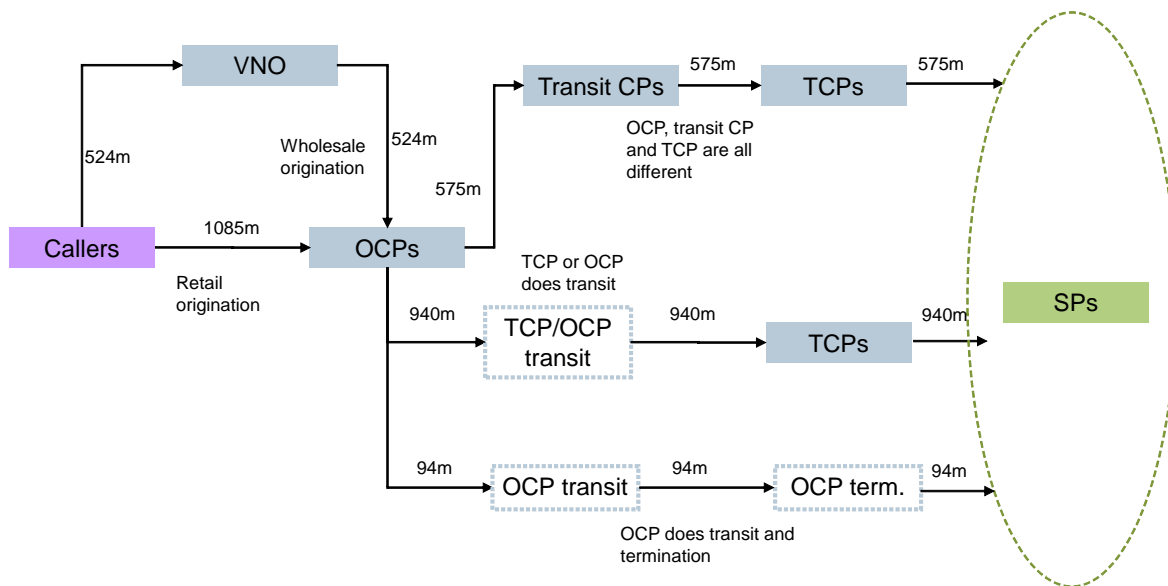 VNO
Transit CPs
575m
TCPs
575m
524m
Wholesale
origination
524m
575m
OCP, transit CP
and TCP are all
different
Callers
1085m
Retail
origination
OCPs
TCP or OCP
does transit
940m
TCP/OCP
transit
940m
TCPs
940m
SPs
94m
OCP transit
94m
OCP term.
94m
OCP does transit and
termination